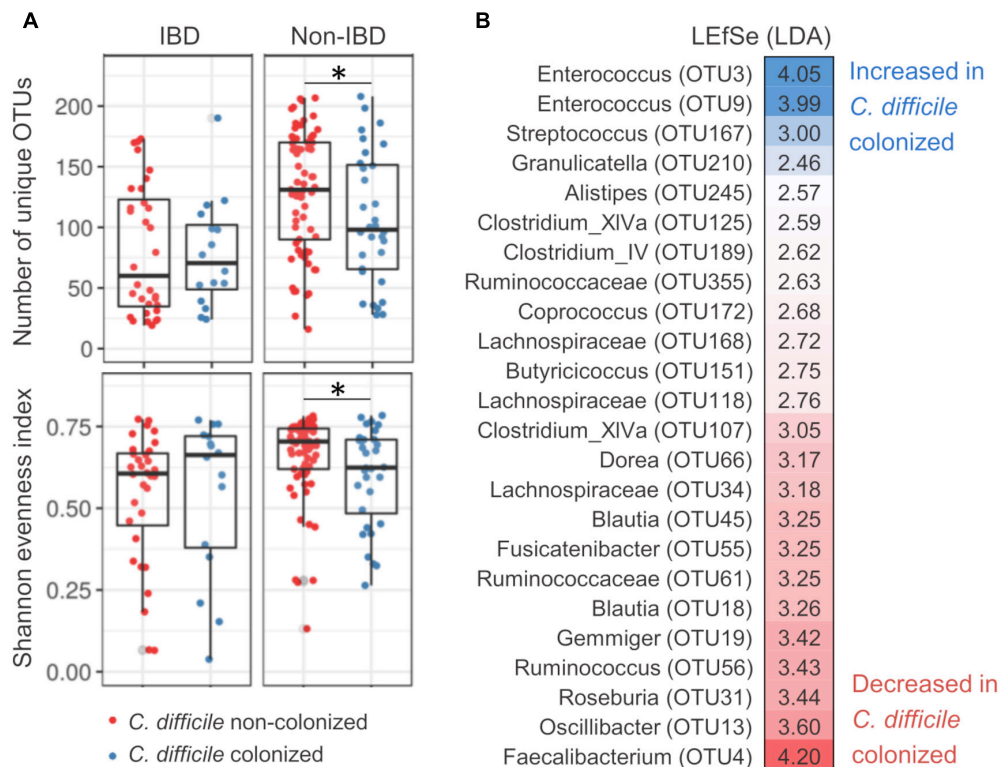 A
B
IBD
Non-IBD
LEfSe (LDA)
Number of unique OTUs
200
150
100
50
0
*
Shannon evenness index
0.75
0.50
0.25
0.00
*
C. difficile non-colonized
C. difficile colonized
Enterococcus (OTU3) 4.05
Enterococcus (OTU9) 3.99
Streptococcus (OTU167) 3.00
Granulicatella (OTU210) 2.46
Alistipes (OTU245) 2.57
Clostridium_XIVa (OTU125) 2.59
Clostridium_IV (OTU189) 2.62
Ruminococcaceae (OTU355) 2.63
Coprococcus (OTU172) 2.68
Lachnospiraceae (OTU168) 2.72
Butyricicoccus (OTU151) 2.75
Lachnospiraceae (OTU118) 2.76
Clostridium_XIVa (OTU107) 3.05
Dorea (OTU66) 3.17
Lachnospiraceae (OTU34) 3.18
Blautia (OTU45) 3.25
Fusicatenibacter (OTU55) 3.25
Ruminococcaceae (OTU61) 3.25
Blautia (OTU18) 3.26
Gemmiger (OTU19) 3.42
Ruminococcus (OTU56) 3.43
Roseburia (OTU31) 3.44
Oscillibacter (OTU13) 3.60
Faecalibacterium (OTU4) 4.20
Increased in
C. difficile
colonized
Decreased in
C. difficile
colonized